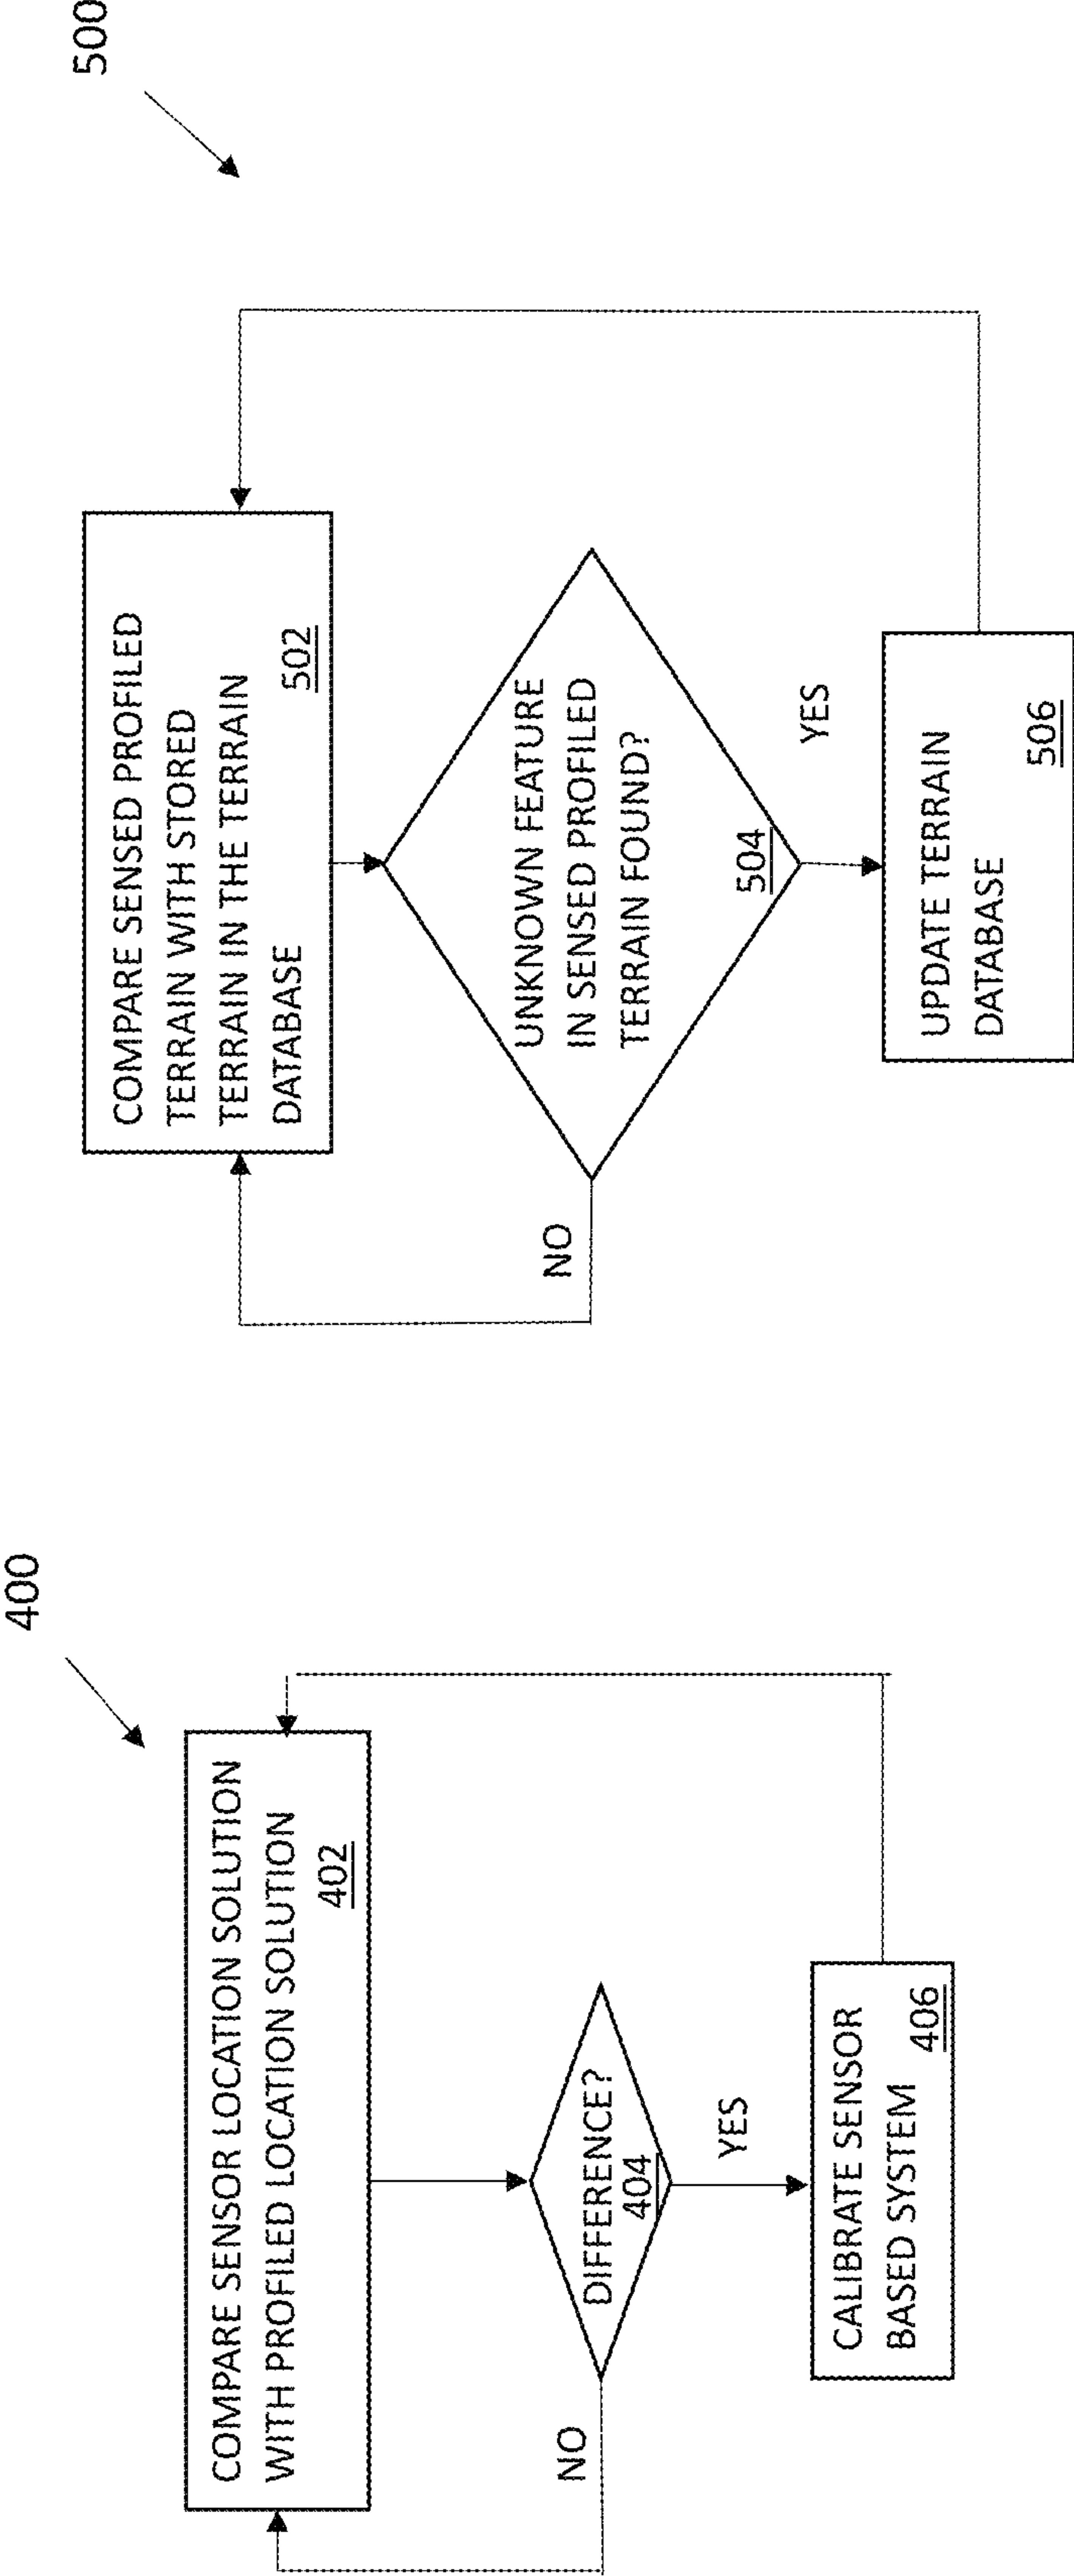 400
COMPARE SENSOR LOCATION SOLUTION
WITH PROFILED LOCATION SOLUTION
402
DIFFERENCE?
404
NO
YES
CALIBRATE SENSOR
BASED SYSTEM
406
500
COMPARE SENSED PROFILED
TERRAIN WITH STORED
TERRAIN IN THE TERRAIN
DATABASE
502
UNKNOWN FEATURE
IN SENSED PROFILED
TERRAIN FOUND?
504
NO
YES
UPDATE TERRAIN
DATABASE
506